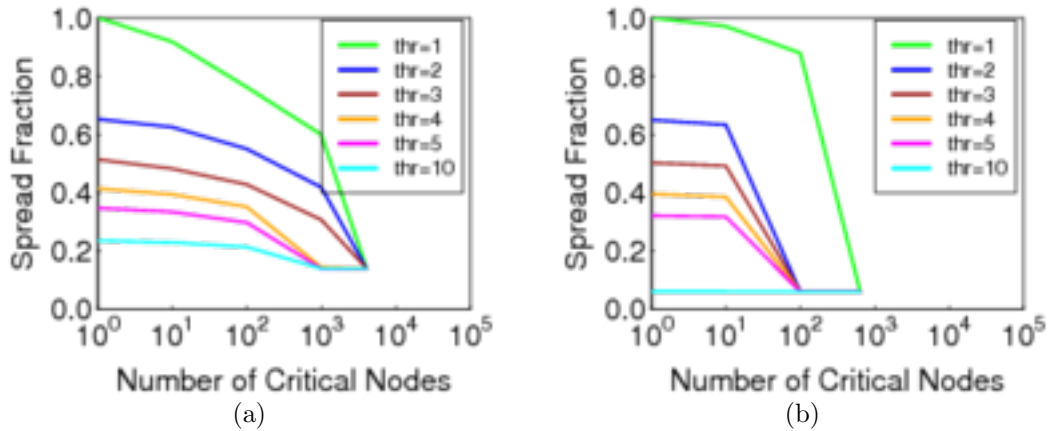 1.0
0.8
0.6
0.4
0.2
0.0
Spread Fraction
thr=1
thr=2
thr=3
thr=4
thr=5
thr=10
10^0 10^1 10^2 10^3 10^4 10^5
Number of Critical Nodes
(a)
1.0
0.8
0.6
0.4
0.2
0.0
Spread Fraction
thr=1
thr=2
thr=3
thr=4
thr=5
thr=10
10^0 10^1 10^2 10^3 10^4 10^5
Number of Critical Nodes
(b)